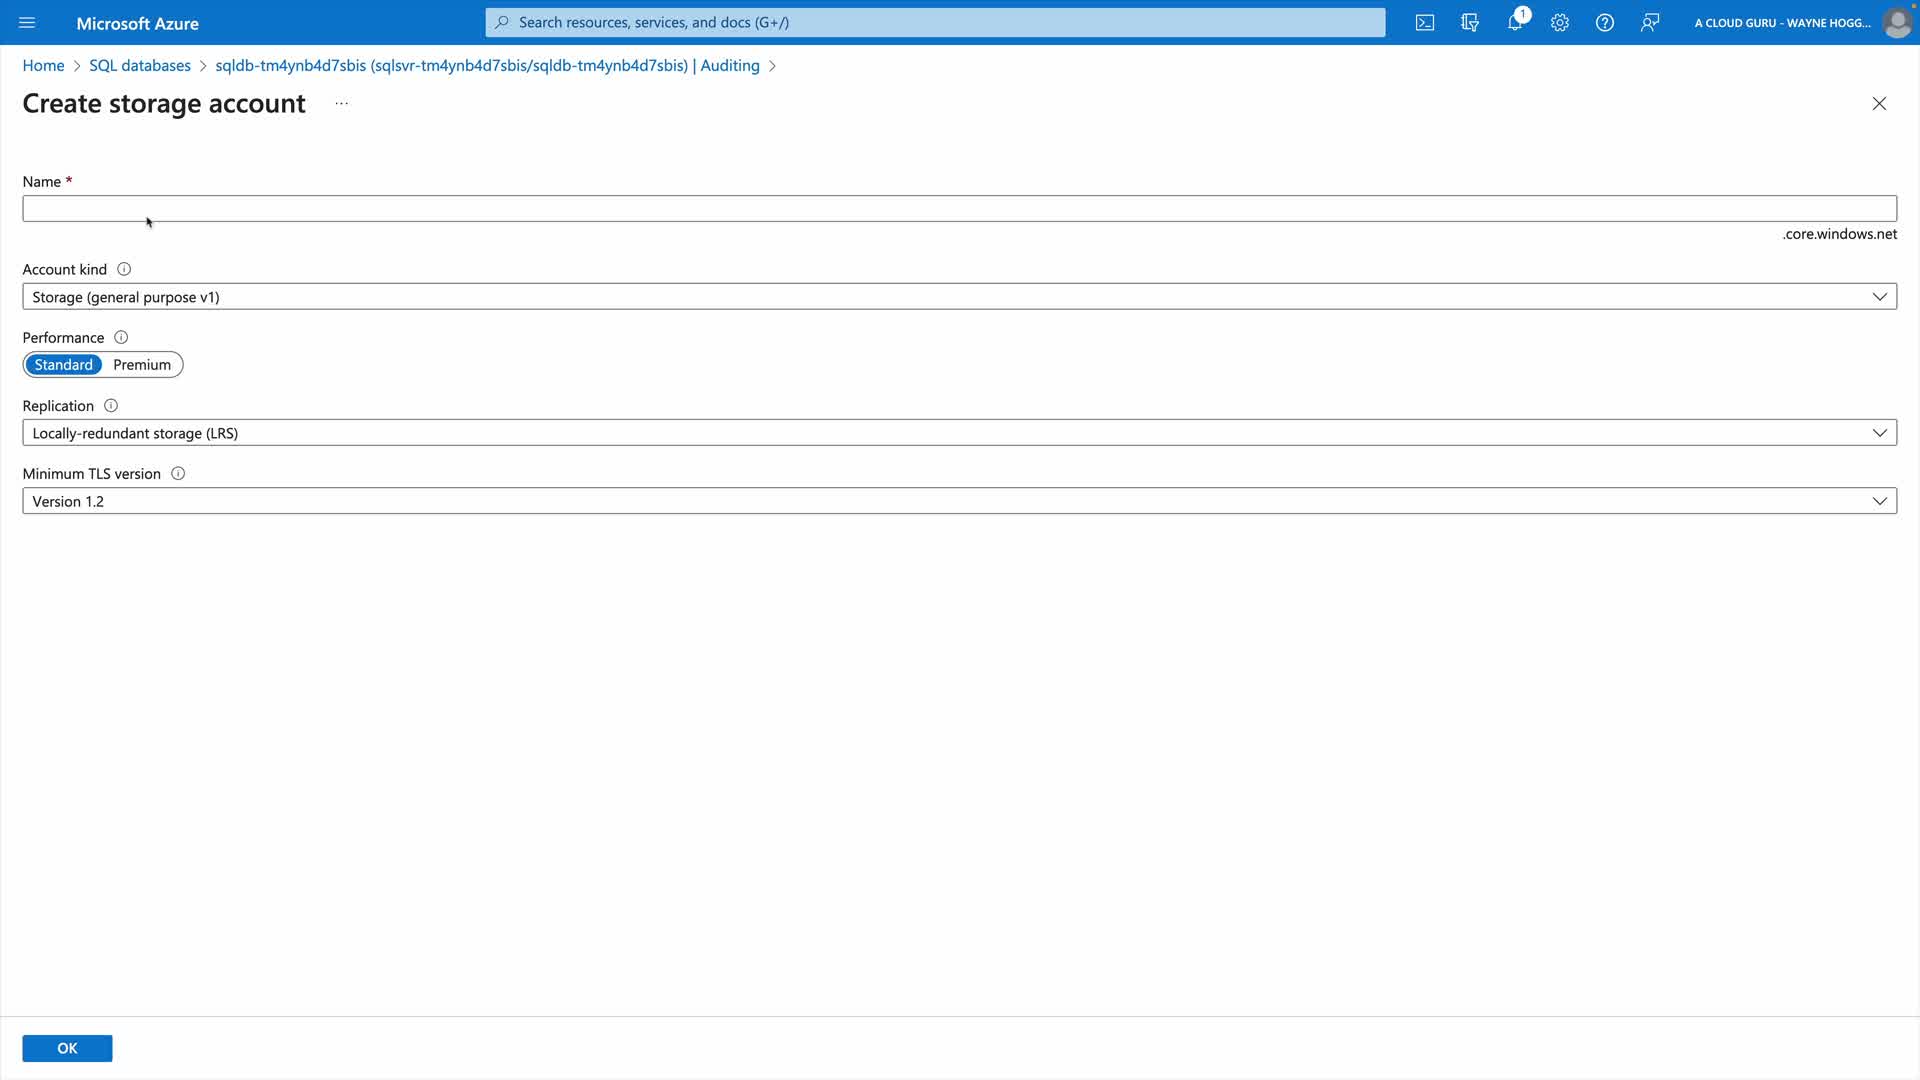 Microsoft Azure
Search resources, services, and docs (G+/)
1
A CLOUD GURU - WAYNE HOGG...
Home > SQL databases > sqldb-tm4ynb4d7sbis (sqlsvr-tm4ynb4d7sbis/sqldb-tm4ynb4d7sbis) | Auditing >
Create storage account ...
Name *
.core.windows.net
Account kind
Storage (general purpose v1)
Performance
Standard Premium
Replication
Locally-redundant storage (LRS)
Minimum TLS version
Version 1.2
OK